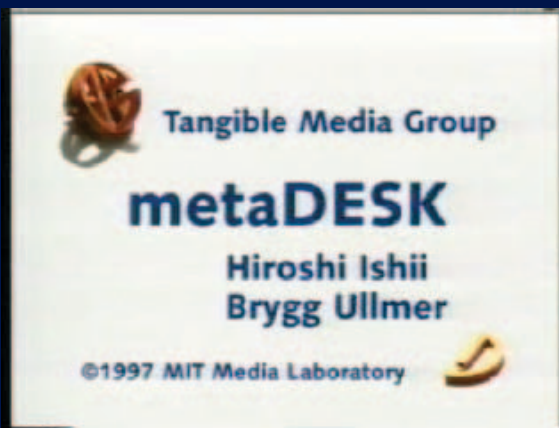 Tangible Media Group
metaDESK
Hiroshi Ishii
Brygg Ullmer
©1997 MIT Media Laboratory